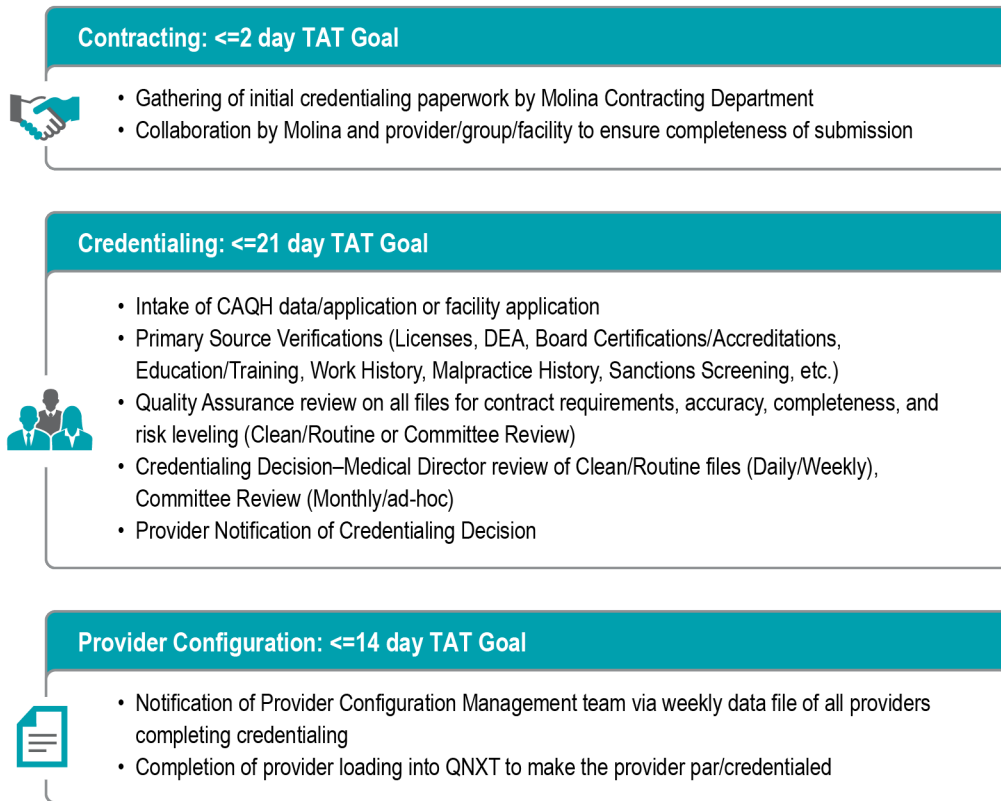 Contracting: <=2 day TAT Goal
• Gathering of initial credentialing paperwork by Molina Contracting Department
• Collaboration by Molina and provider/group/facility to ensure completeness of submission
Credentialing: <=21 day TAT Goal
• Intake of CAQH data/application or facility application
• Primary Source Verifications (Licenses, DEA, Board Certifications/Accreditations,
Education/Training, Work History, Malpractice History, Sanctions Screening, etc.)
• Quality Assurance review on all files for contract requirements, accuracy, completeness, and
risk leveling (Clean/Routine or Committee Review)
• Credentialing Decision–Medical Director review of Clean/Routine files (Daily/Weekly),
Committee Review (Monthly/ad-hoc)
• Provider Notification of Credentialing Decision
Provider Configuration: <=14 day TAT Goal
• Notification of Provider Configuration Management team via weekly data file of all providers
completing credentialing
• Completion of provider loading into QNXT to make the provider par/credentialed